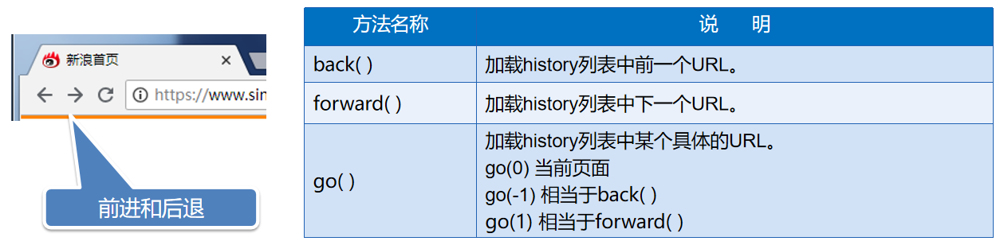 新浪首页
https://www.sin
前进和后退
方法名称 说 明
back( ) 加载history列表中前一个URL。
forward( ) 加载history列表中下一个URL。
go( )
加载history列表中某个具体的URL。
go(0) 当前页面
go(-1) 相当于back( )
go(1) 相当于forward( )